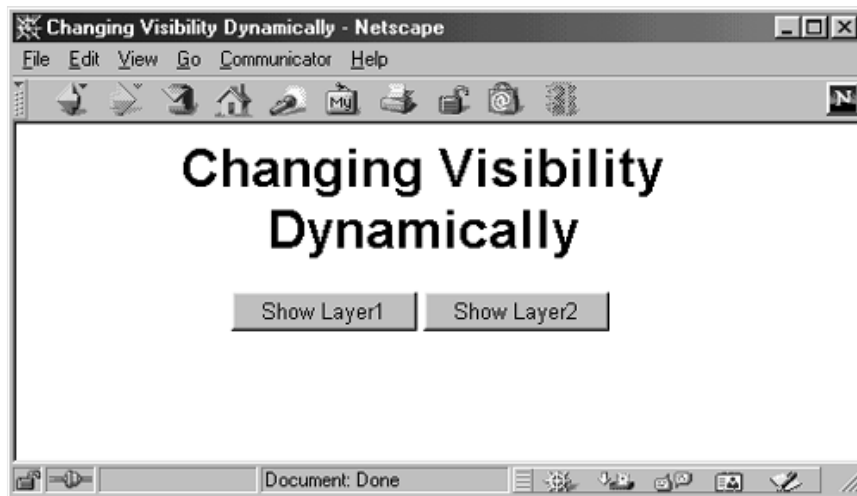 Changing Visibility Dynamically - Netscape
File Edit View Go Communicator Help
My
N
Changing Visibility
Dynamically
Show Layer1 Show Layer2
Document: Done